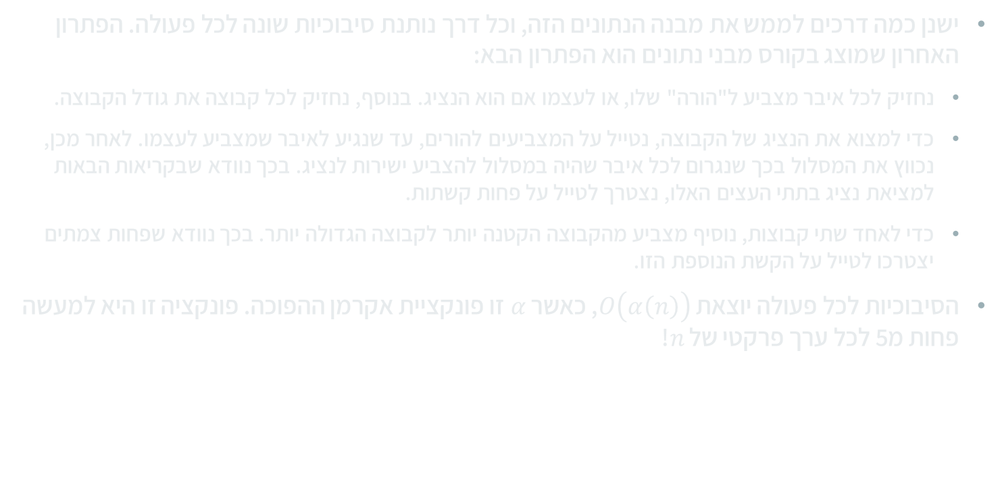 • ישנן כמה דרכים לממש את מבנה הנתונים הזה, וכל דרך נותנת סיבוכיות שונה לכל פעולה. הפתרון
האחרון שמוצג בקורס מבני נתונים הוא הפתרון הבא:
• נחזיק לכל איבר מצביע ל"הורה" שלו, או לעצמו אם הוא הנציג. בנוסף, נחזיק לכל קבוצה את גודל הקבוצה.
• כדי למצוא את הנציג של הקבוצה, נטייל על המצביעים להורים, עד שנגיע לאיבר שמצביע לעצמו. לאחר מכן,
נכווץ את המסלול בכך שנגרום לכל איבר שהיה במסלול להצביע ישירות לנציג. בכך נוודא שבקריאות הבאות
למציאת נציג בתתי העצים האלו, נצטרך לטייל על פחות קשתות.
• כדי לאחד שתי קבוצות, נוסיף מצביע מהקבוצה הקטנה יותר לקבוצה הגדולה יותר. בכך נוודא שפחות צמתים
יצטרכו לטייל על הקשת הנוספת הזו.
• הסיבוכיות לכל פעולה יוצאת O(α(n)), כאשר α זו פונקציית אקרמן ההפוכה. פונקציה זו היא למעשה
פחות מ5 לכל ערך פרקטי של n!